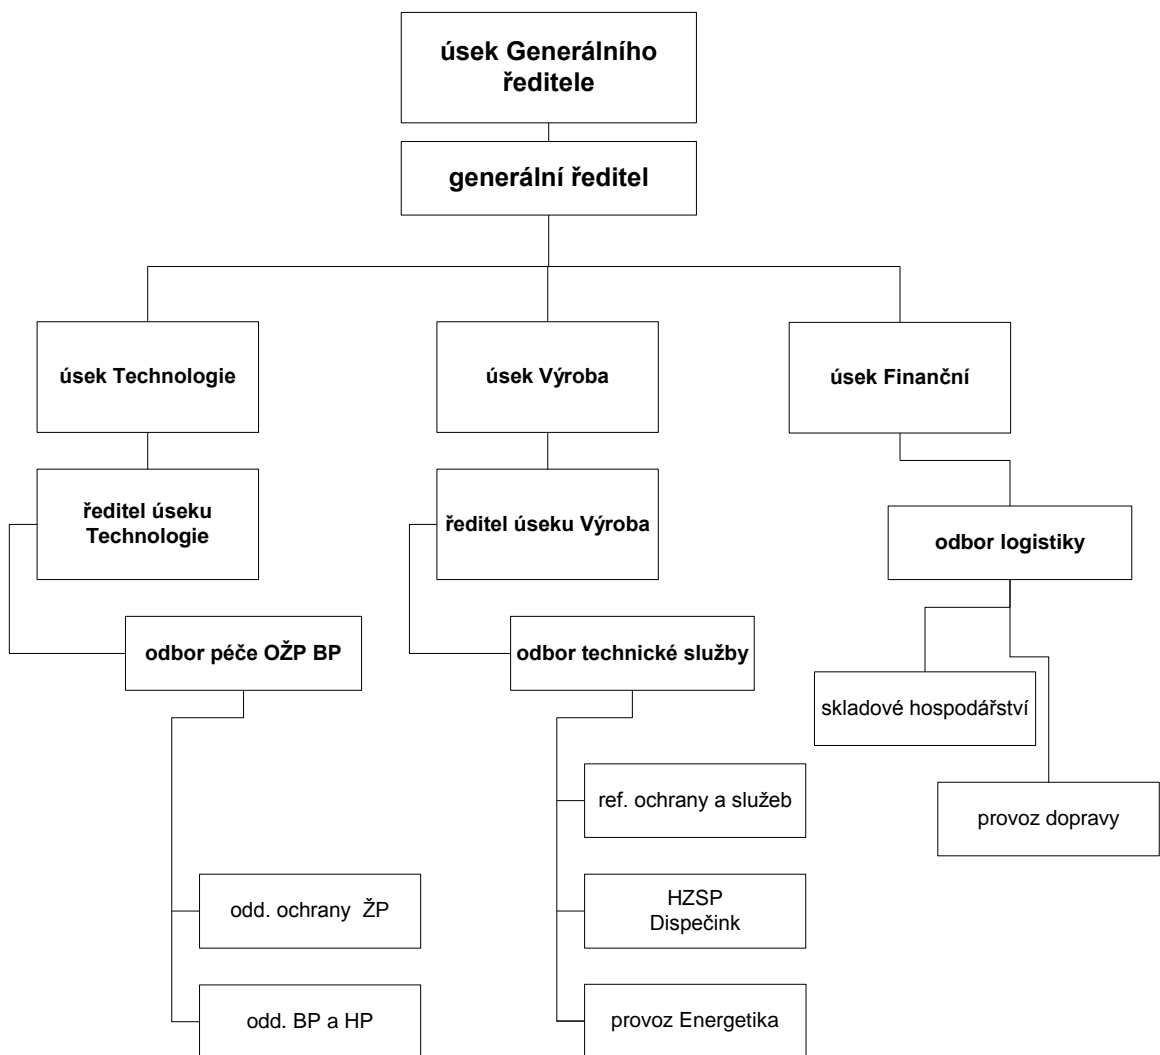 úsek Generálního
ředitele
generální ředitel
úsek Technologie
úsek Výroba
úsek Finanční
ředitel úseku
Technologie
ředitel úseku Výroba
odbor logistiky
odbor péče OŽP BP
odbor technické služby
skladové hospodářství
ref. ochrany a služeb
provoz dopravy
odd. ochrany ŽP
HZSP
Dispečink
odd. BP a HP
provoz Energetika